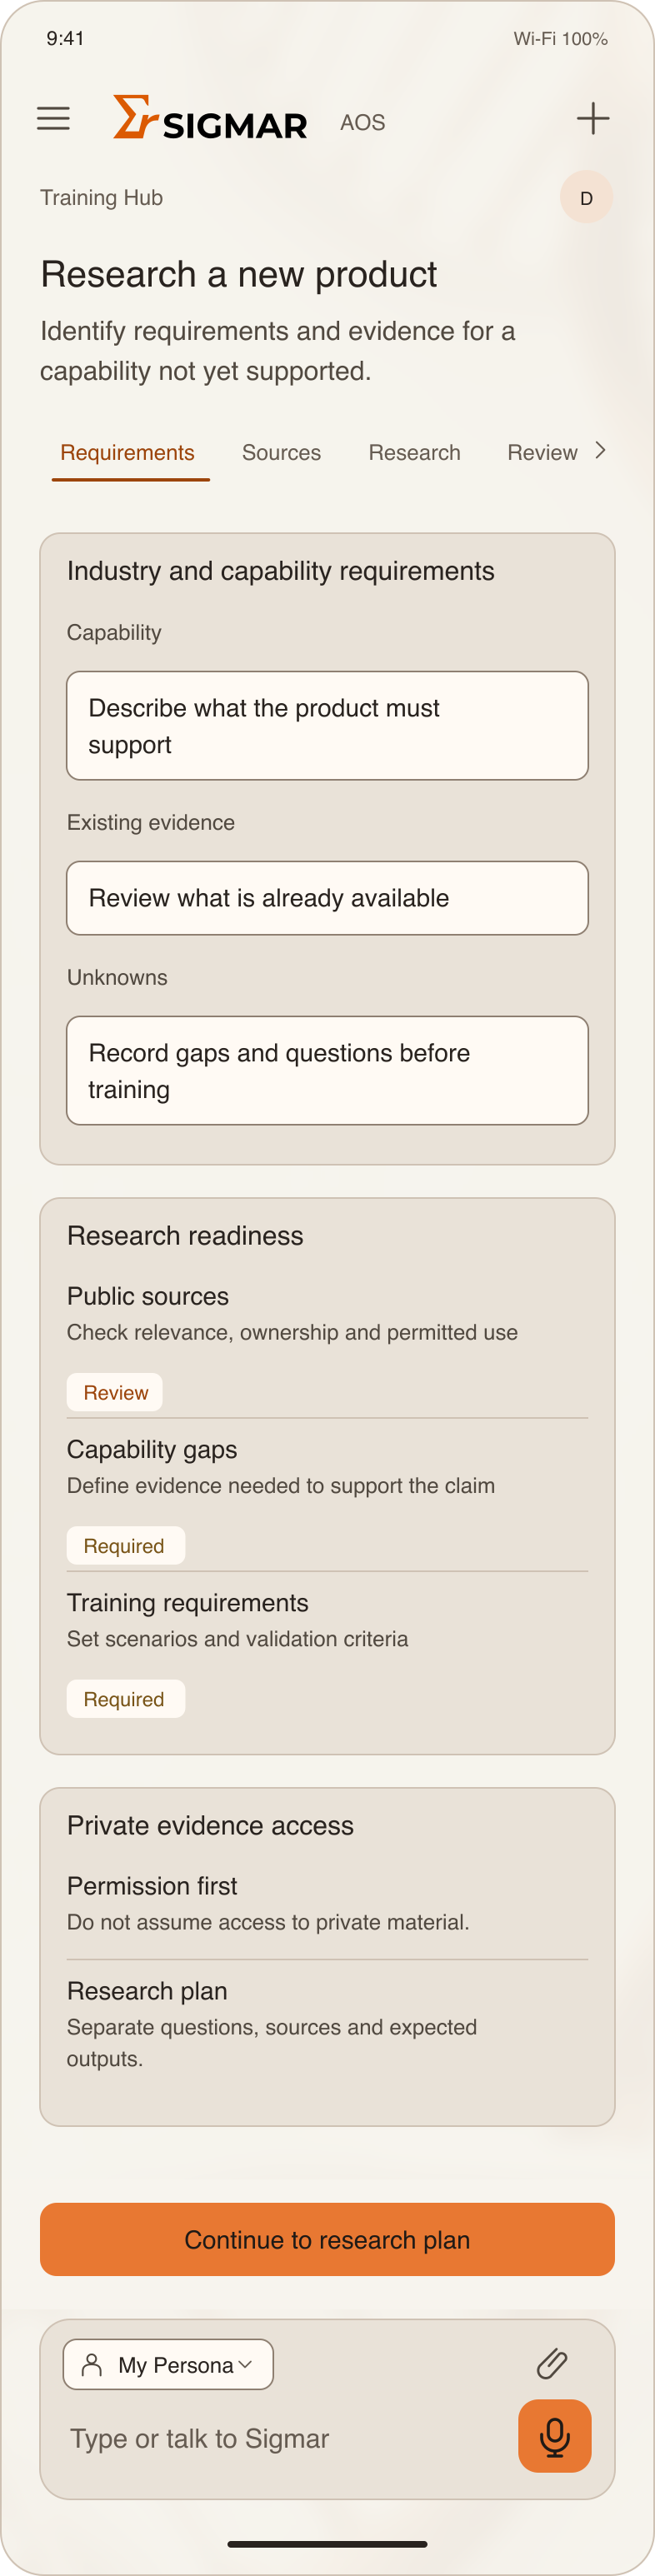 9:41
Wi-Fi 100%
SIGMAR
AOS
Training Hub
D
Research a new product
Identify requirements and evidence for a
capability not yet supported.
Requirements
Sources
Research
Review
Industry and capability requirements
Capability
Describe what the product must
support
Existing evidence
Review what is already available
Unknowns
Record gaps and questions before
training
Research readiness
Public sources
Check relevance, ownership and permitted use
Review
Capability gaps
Define evidence needed to support the claim
Required
Training requirements
Set scenarios and validation criteria
Required
Private evidence access
Permission first
Do not assume access to private material.
Research plan
Separate questions, sources and expected
outputs.
Continue to research plan
My Persona
Type or talk to Sigmar